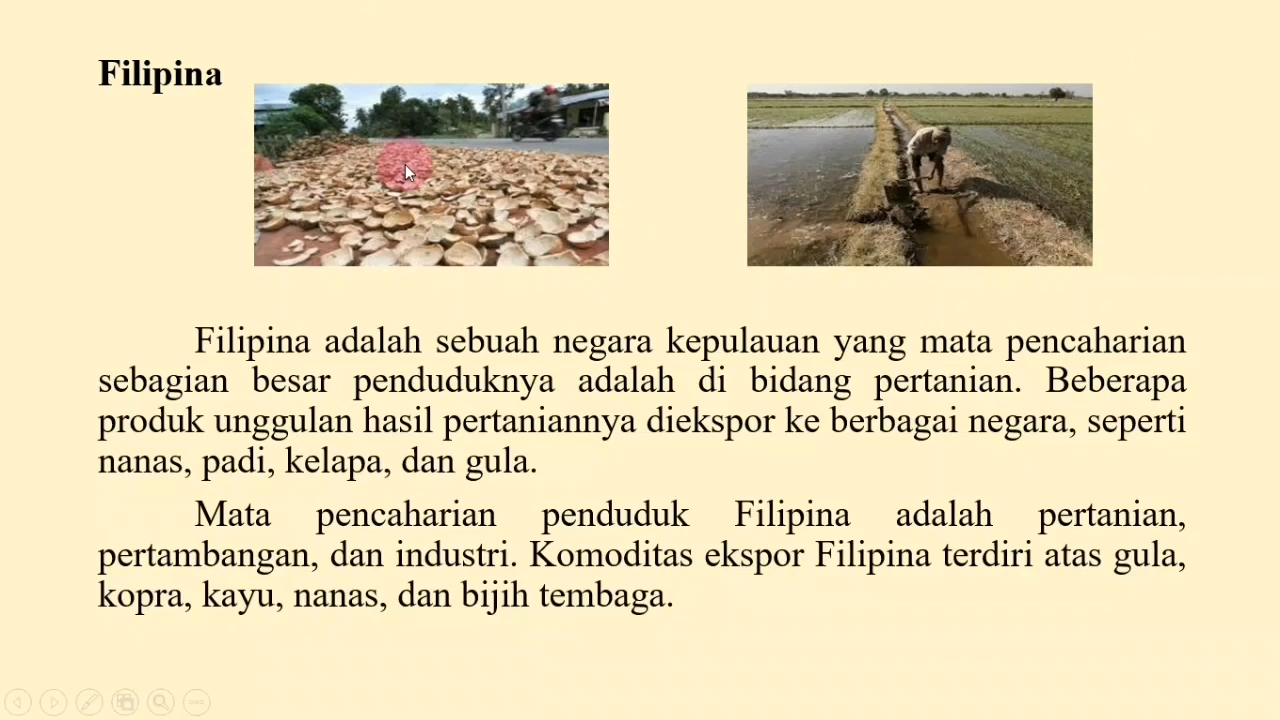 Filipina
Filipina adalah sebuah negara kepulauan yang mata pencaharian
sebagian besar penduduknya adalah di bidang pertanian. Beberapa
produk unggulan hasil pertaniannya diekspor ke berbagai negara, seperti
nanas, padi, kelapa, dan gula.
Mata pencaharian penduduk Filipina adalah pertanian,
pertambangan, dan industri. Komoditas ekspor Filipina terdiri atas gula,
kopra, kayu, nanas, dan bijih tembaga.